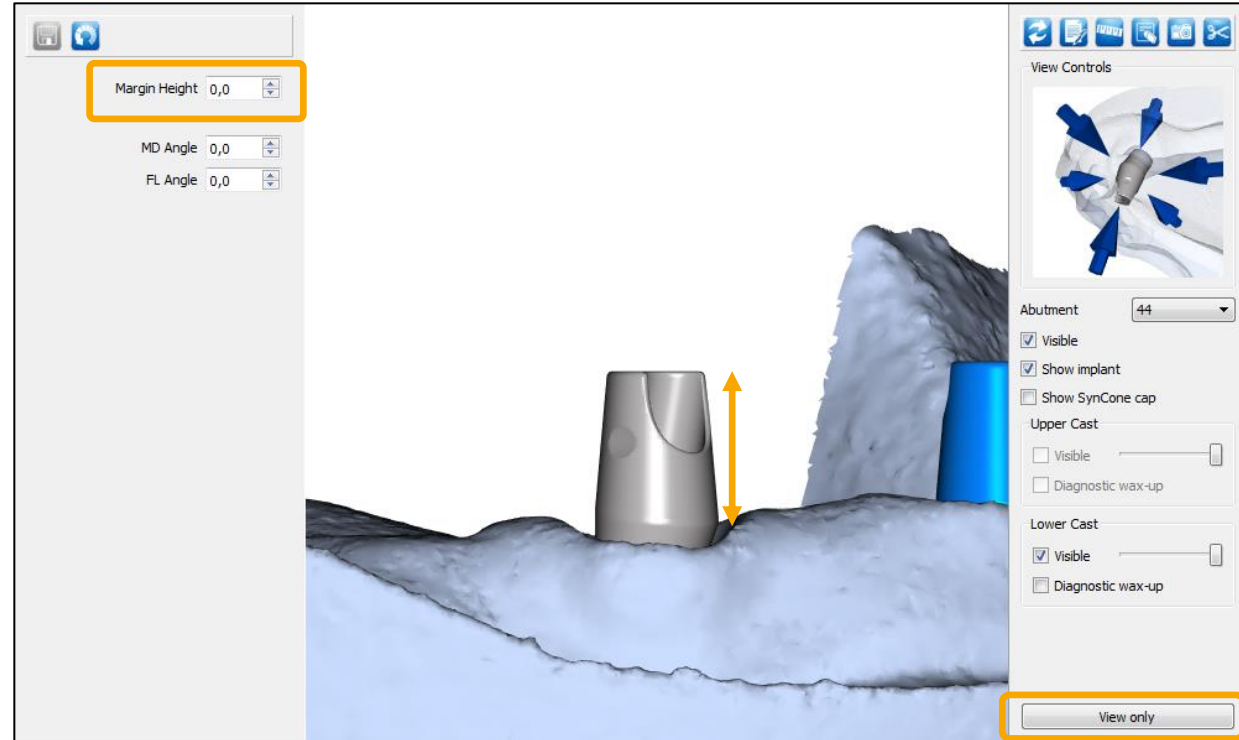 Margin Height 0,0
MD Angle 0,0
FL Angle 0,0
View Controls
Abutment 44
Visible
Show implant
Show SynCone cap
Upper Cast
Visible
Diagnostic wax-up
Lower Cast
Visible
Diagnostic wax-up
View only